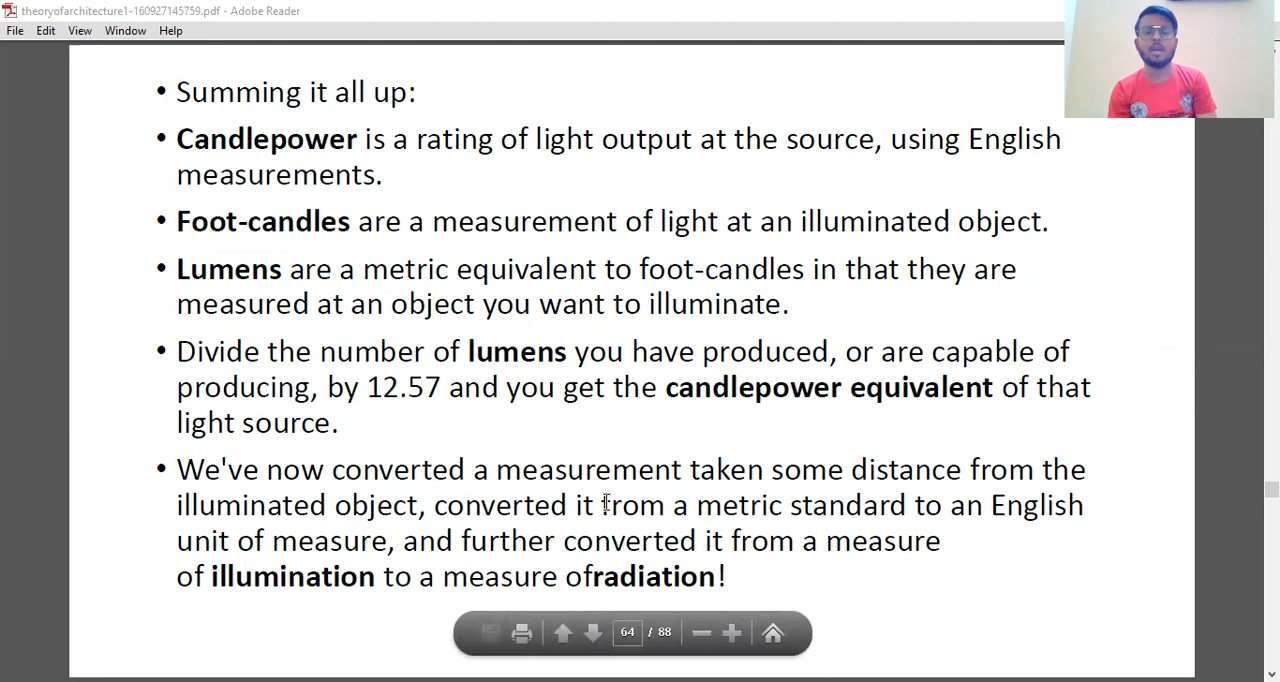 theoryofarchitecture1-160927145759.pdf - Adobe Reader
File Edit View Window Help
• Summing it all up:
• Candlepower is a rating of light output at the source, using English
measurements.
• Foot-candles are a measurement of light at an illuminated object.
• Lumens are a metric equivalent to foot-candles in that they are
measured at an object you want to illuminate.
• Divide the number of lumens you have produced, or are capable of
producing, by 12.57 and you get the candlepower equivalent of that
light source.
• We've now converted a measurement taken some distance from the
illuminated object, converted it from a metric standard to an English
unit of measure, and further converted it from a measure
of illumination to a measure ofradiation!
64 / 88